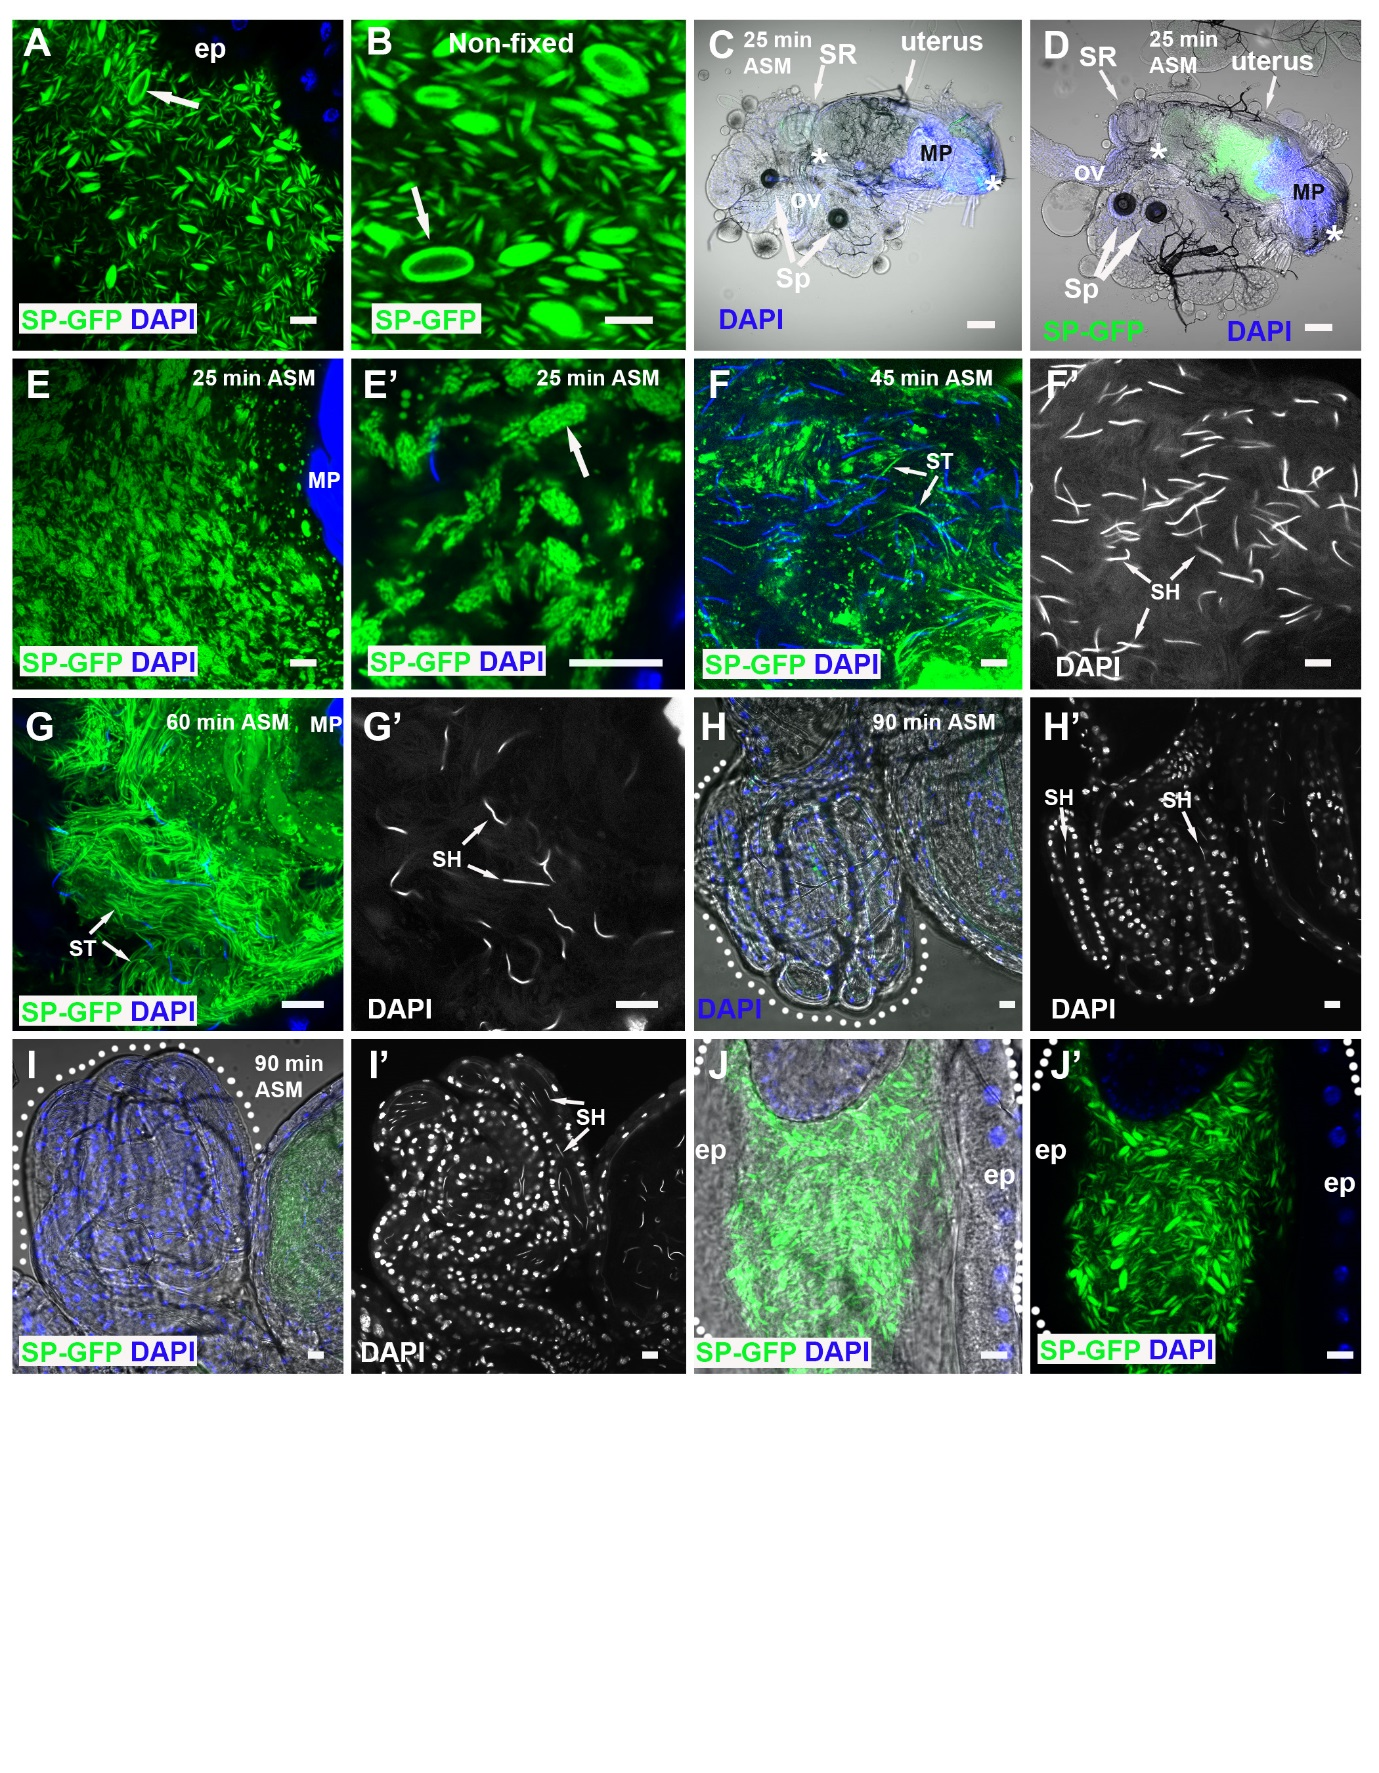 A
ep
SP-GFP DAPI
B
Non-fixed
SP-GFP
C
25 min
ASM
SR
uterus
MP
*
*
ov
Sp
DAPI
D
25 min
ASM
SR
uterus
*
ov
MP
*
Sp
SP-GFP
DAPI
E
25 min ASM
MP
SP-GFP DAPI
E’
25 min ASM
SP-GFP DAPI
F
45 min ASM
ST
SP-GFP DAPI
F’
SH
DAPI
G
60 min ASM
MP
ST
SP-GFP DAPI
G’
SH
DAPI
H
90 min ASM
DAPI
H’
SH
SH
DAPI
I
90 min
ASM
SP-GFP DAPI
I’
SH
DAPI
J
ep
ep
SP-GFP DAPI
J’
ep
ep
SP-GFP DAPI